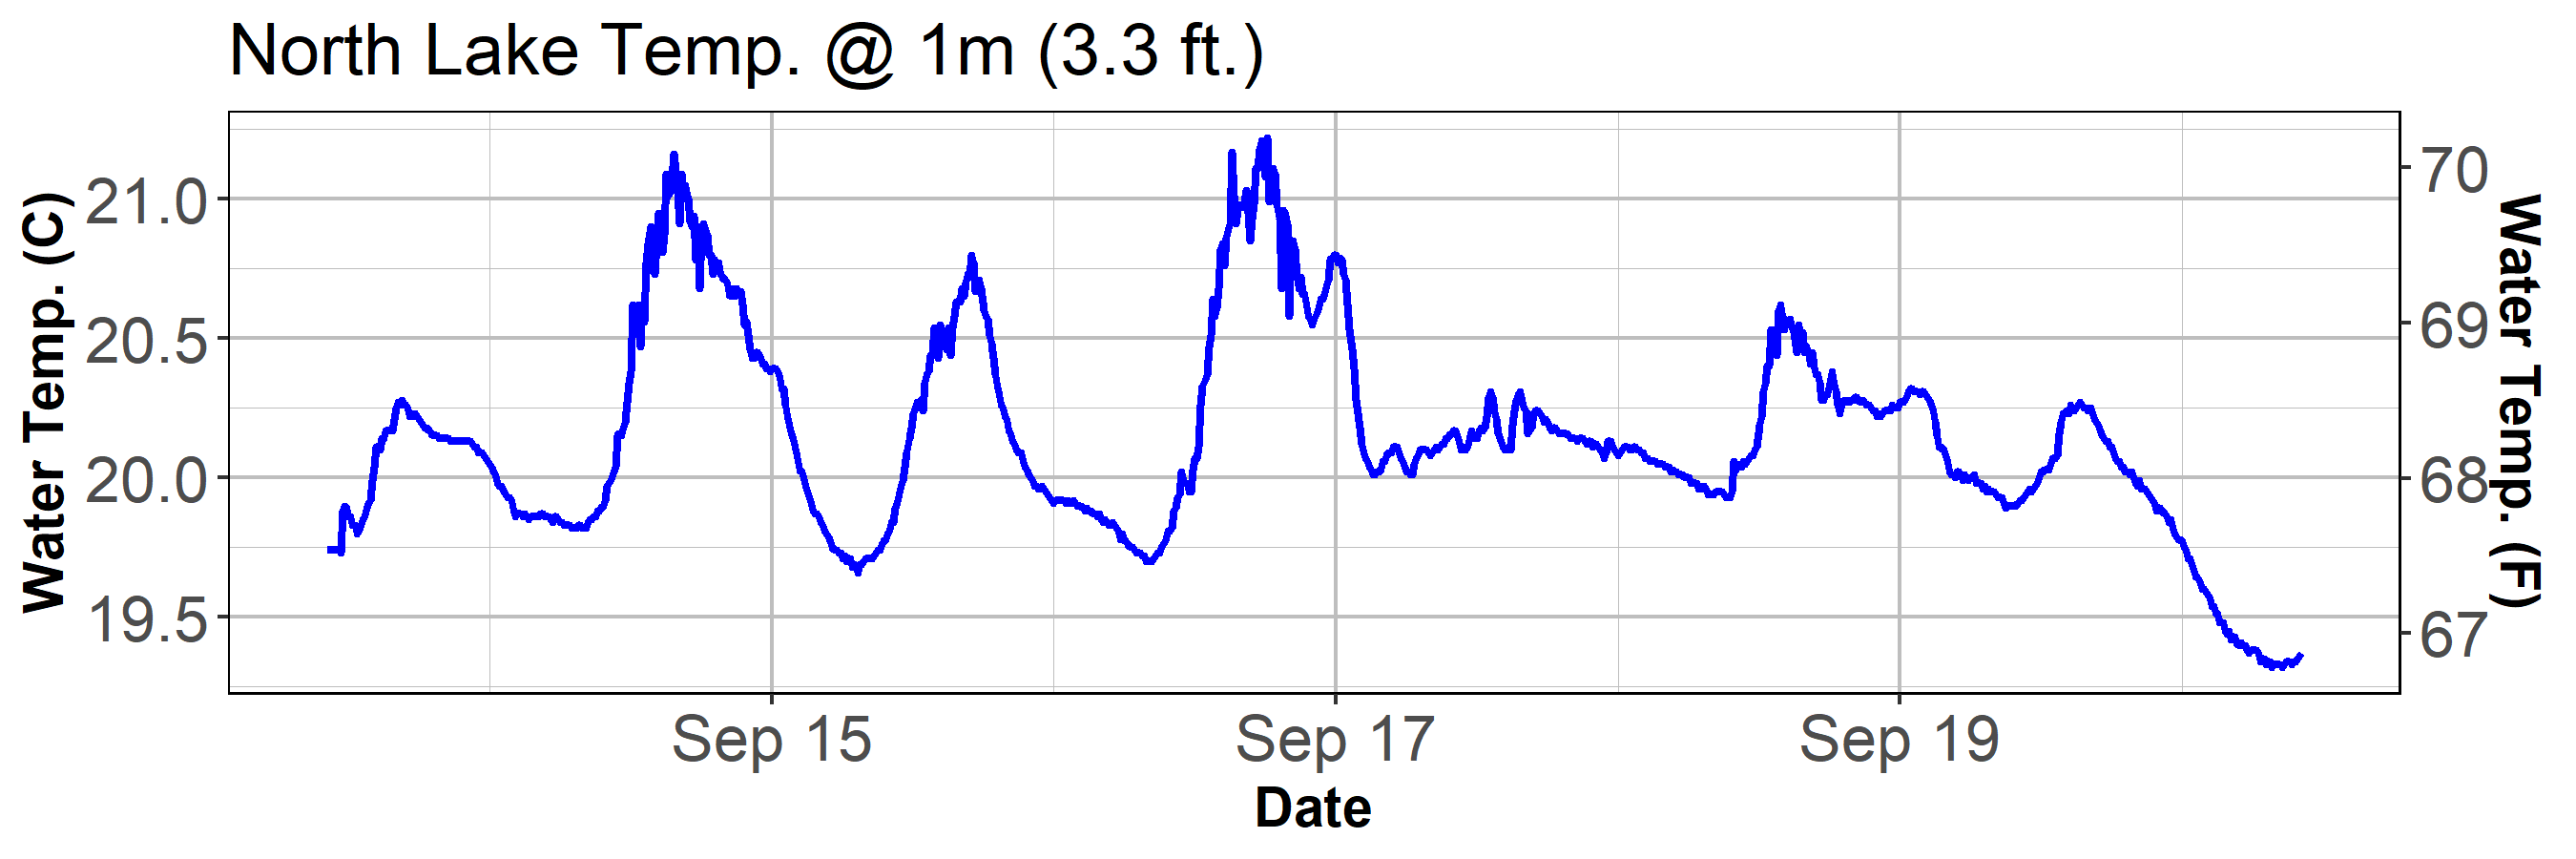 North Lake Temp. @ 1m (3.3 ft.)
Water Temp. (C)
21.0
20.5
20.0
19.5
70
69
68
67
Water Temp. (F)
Sep 15 Sep 17 Sep 19
Date